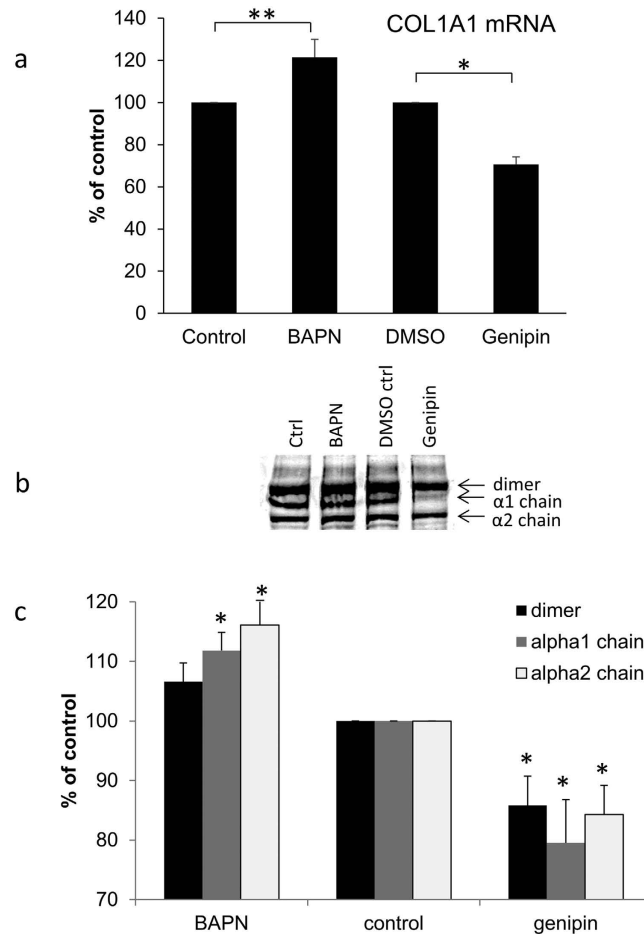 a
COL1A1 mRNA
% of control
140
120
100
80
60
40
20
0
**
*
Control BAPN DMSO Genipin
b
Ctrl
BAPN
DMSO ctrl
Genipin
dimer
α1 chain
α2 chain
c
% of control
120
110
100
90
80
70
* *
* * *
dimer
alpha1 chain
alpha2 chain
BAPN control genipin